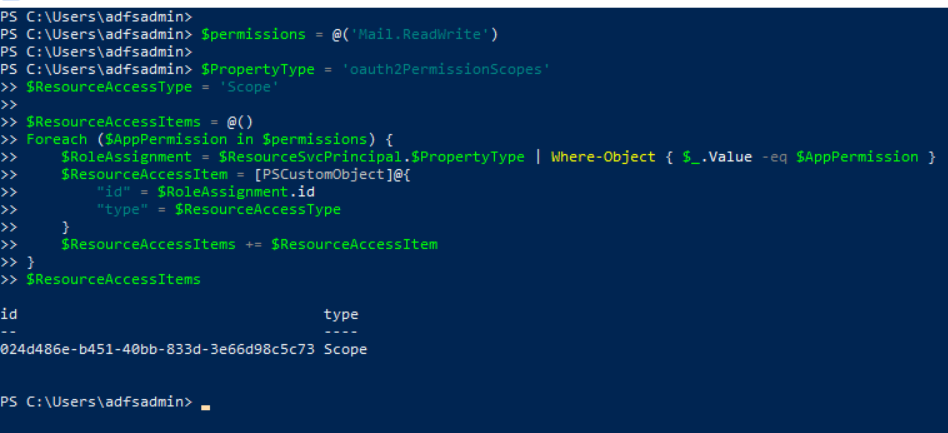 PS C:\Users\adfsadmin>
PS C:\Users\adfsadmin> $permissions = @('Mail.ReadWrite')
PS C:\Users\adfsadmin>
PS C:\Users\adfsadmin> $PropertyType = 'oauth2PermissionScopes'
>> $ResourceAccessType = 'Scope'
>>
>> $ResourceAccessItems = @()
>> Foreach ($AppPermission in $permissions) {
>>     $RoleAssignment = $ResourceSvcPrincipal.$PropertyType | Where-Object { $_.Value -eq $AppPermission }
>>     $ResourceAccessItem = [PSCustomObject]@{
>>         "id" = $RoleAssignment.id
>>         "type" = $ResourceAccessType
>>     }
>>     $ResourceAccessItems += $ResourceAccessItem
>> }
>> $ResourceAccessItems
id                                   type
--                                   ----
024d486e-b451-40bb-833d-3e66d98c5c73 Scope
PS C:\Users\adfsadmin>